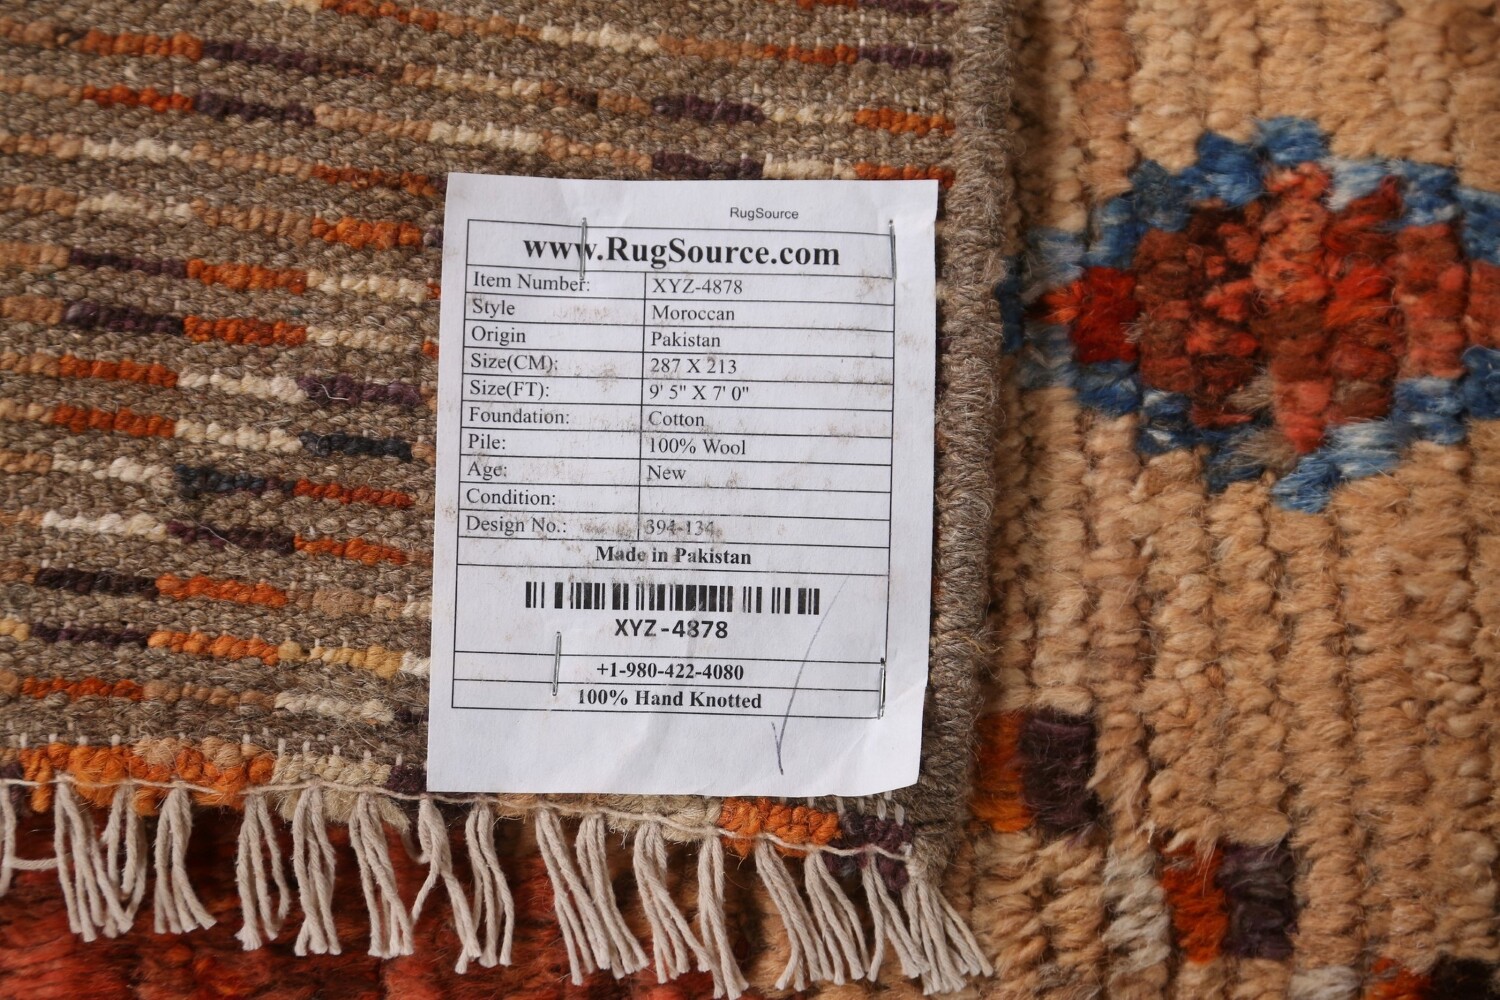 RugSource
www.RugSource.com
Item Number: XYZ-4878
Style Moroccan
Origin Pakistan
Size(CM): 287 X 213
Size(FT): 9' 5" X 7' 0"
Foundation: Cotton
Pile: 100% Wool
Age: New
Condition:
Design No.: 394-134
Made in Pakistan
XYZ-4878
+1-980-422-4080
100% Hand Knotted